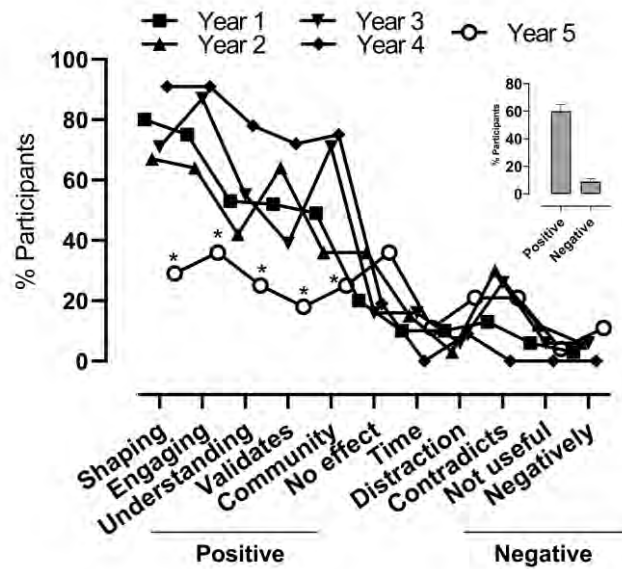 Year 1 Year 3 Year 5
Year 2 Year 4
% Participants
100
80
60
40
20
0
* * * * *
Shaping
Engaging
Understanding
Validates
Community
No effect
Time
Distraction
Contradicts
Not useful
Negatively
Positive Negative
% Participants
80
60
40
20
0
Positive
Negative